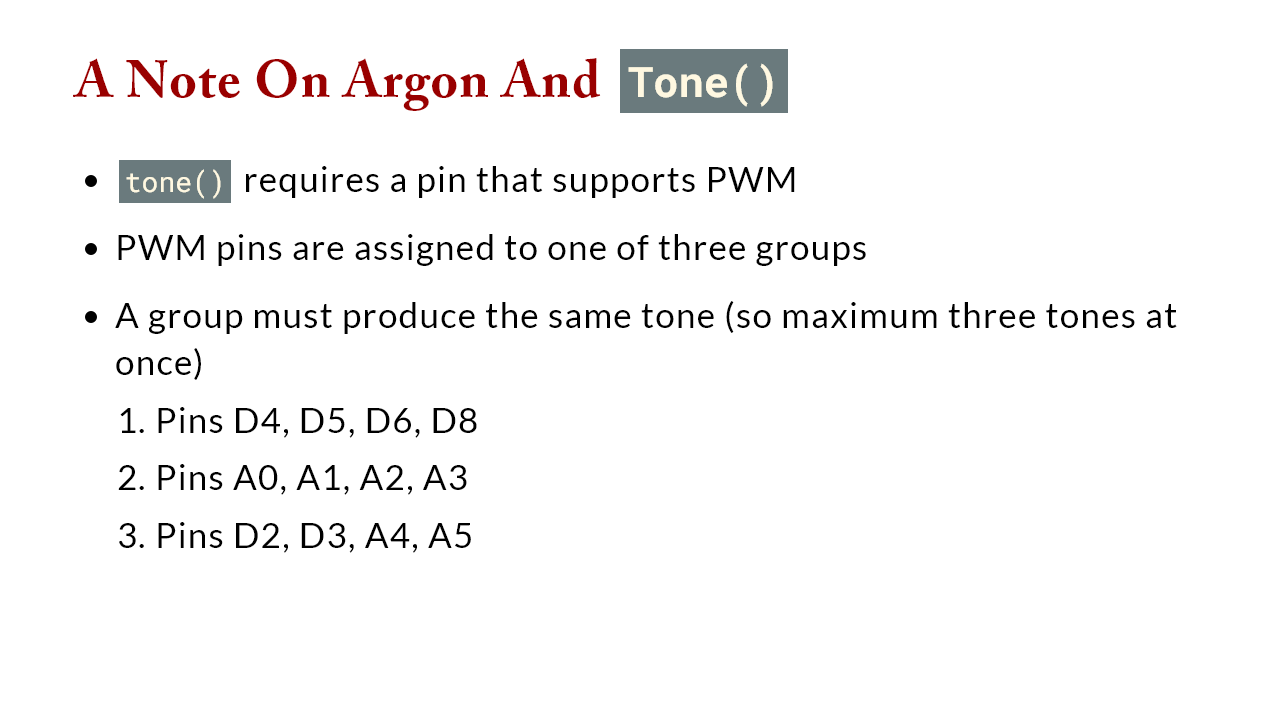 A Note On Argon And Tone()
• tone() requires a pin that supports PWM
• PWM pins are assigned to one of three groups
• A group must produce the same tone (so maximum three tones at
once)
1. Pins D4, D5, D6, D8
2. Pins A0, A1, A2, A3
3. Pins D2, D3, A4, A5